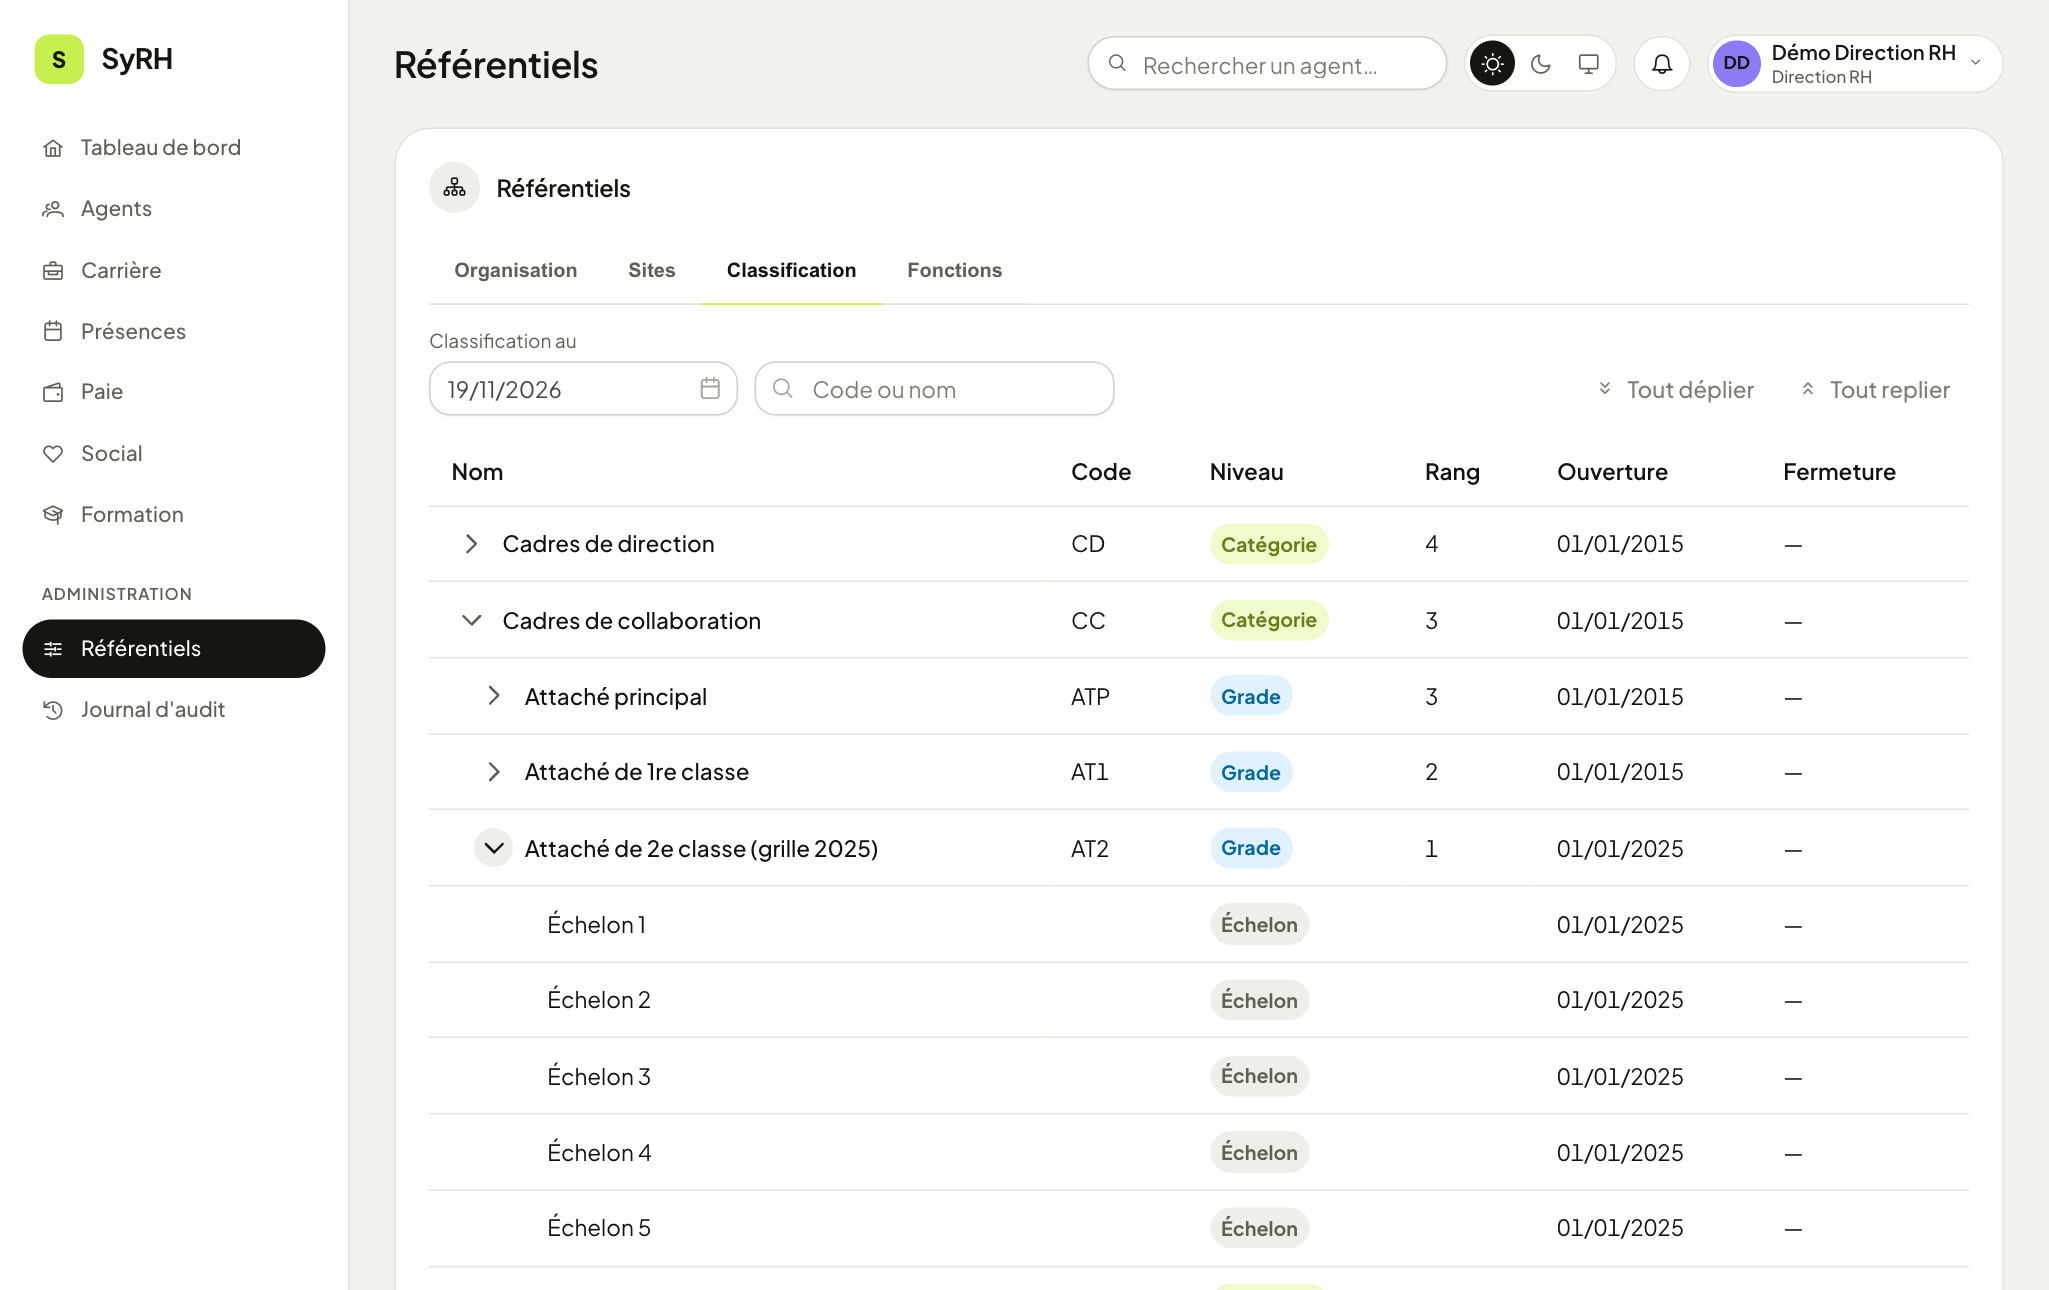 S SyRH
Tableau de bord
Agents
Carrière
Présences
Paie
Social
Formation
ADMINISTRATION
Référentiels
Journal d'audit
Référentiels
Rechercher un agent...
DD
Démo Direction RH
Direction RH
Référentiels
Organisation Sites Classification Fonctions
Classification au
19/11/2026 Code ou nom Tout déplier Tout replier
Nom Code Niveau Rang Ouverture Fermeture
Cadres de direction CD Catégorie 4 01/01/2015 —
Cadres de collaboration CC Catégorie 3 01/01/2015 —
Attaché principal ATP Grade 3 01/01/2015 —
Attaché de 1re classe AT1 Grade 2 01/01/2015 —
Attaché de 2e classe (grille 2025) AT2 Grade 1 01/01/2025 —
Échelon 1 Échelon 01/01/2025 —
Échelon 2 Échelon 01/01/2025 —
Échelon 3 Échelon 01/01/2025 —
Échelon 4 Échelon 01/01/2025 —
Échelon 5 Échelon 01/01/2025 —